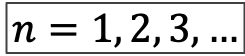 n = 1, 2, 3, ...